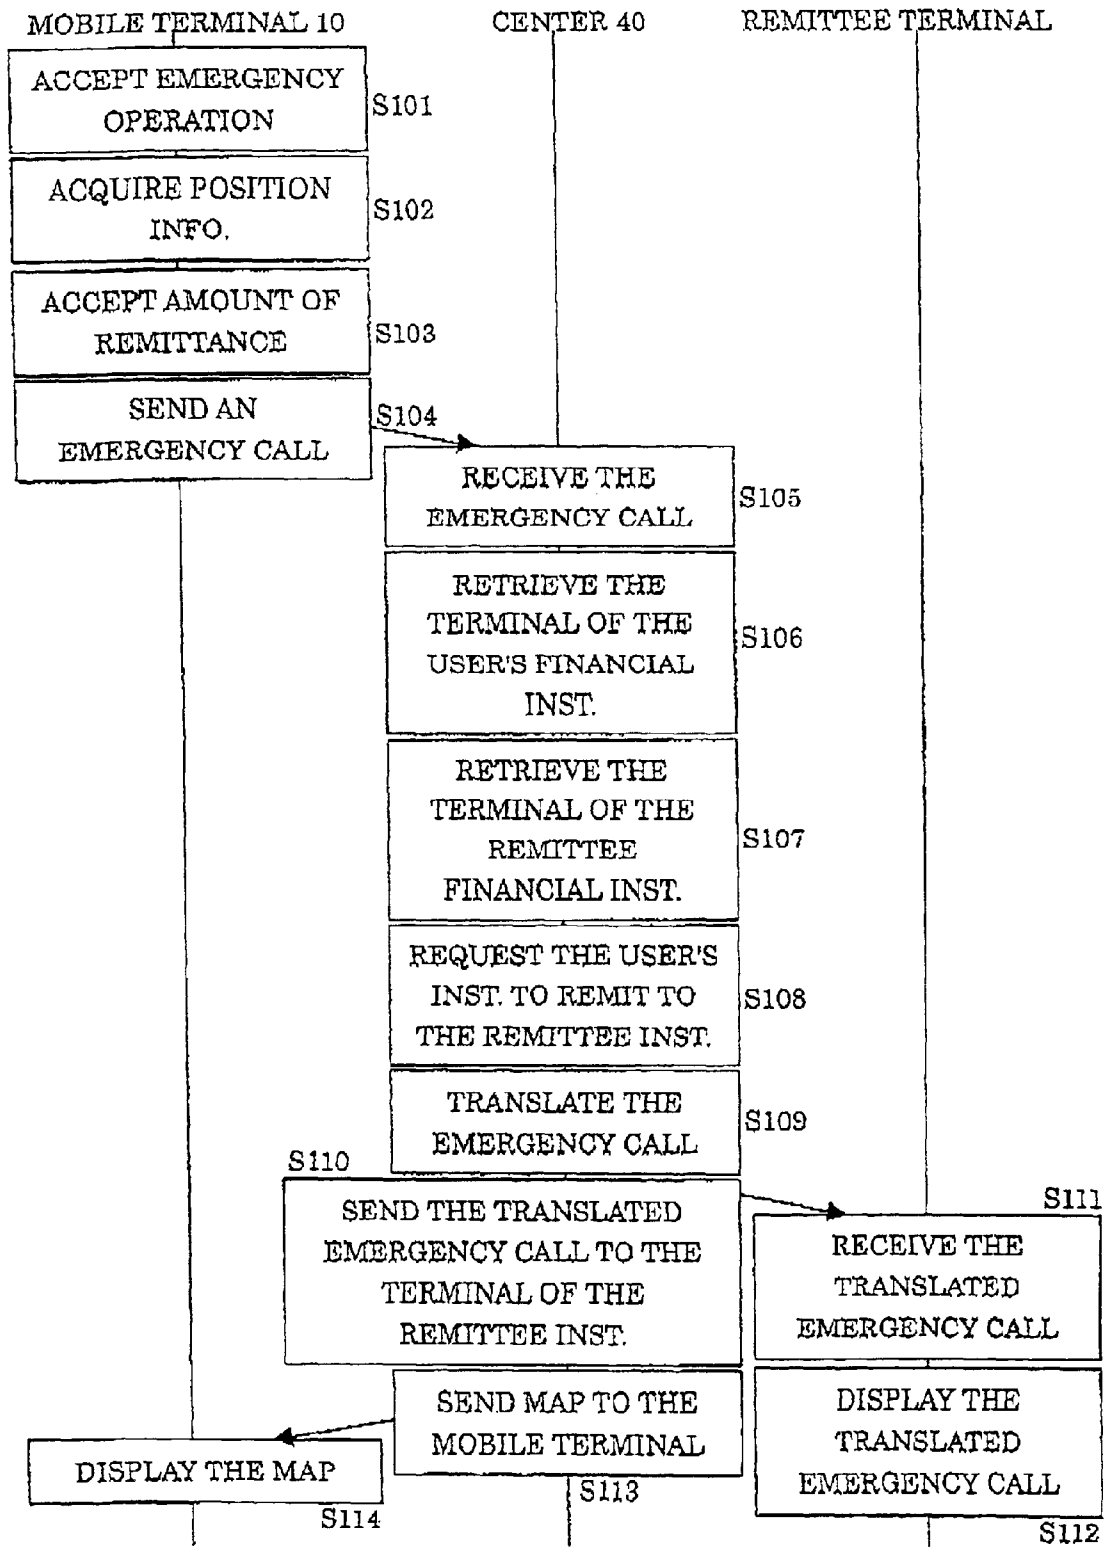 MOBILE TERMINAL 10
CENTER 40
REMITTEE TERMINAL
ACCEPT EMERGENCY
OPERATION
S101
ACQUIRE POSITION
INFO.
S102
ACCEPT AMOUNT OF
REMITTANCE
S103
SEND AN
EMERGENCY CALL
S104
RECEIVE THE
EMERGENCY CALL
S105
RETRIEVE THE
TERMINAL OF THE
USER'S FINANCIAL
INST.
S106
RETRIEVE THE
TERMINAL OF THE
REMITTEE
FINANCIAL INST.
S107
REQUEST THE USER'S
INST. TO REMIT TO
THE REMITTEE INST.
S108
TRANSLATE THE
EMERGENCY CALL
S109
S110
SEND THE TRANSLATED
EMERGENCY CALL TO THE
TERMINAL OF THE
REMITTEE INST.
S111
RECEIVE THE
TRANSLATED
EMERGENCY CALL
DISPLAY THE
TRANSLATED
EMERGENCY CALL
S112
SEND MAP TO THE
MOBILE TERMINAL
S113
DISPLAY THE MAP
S114